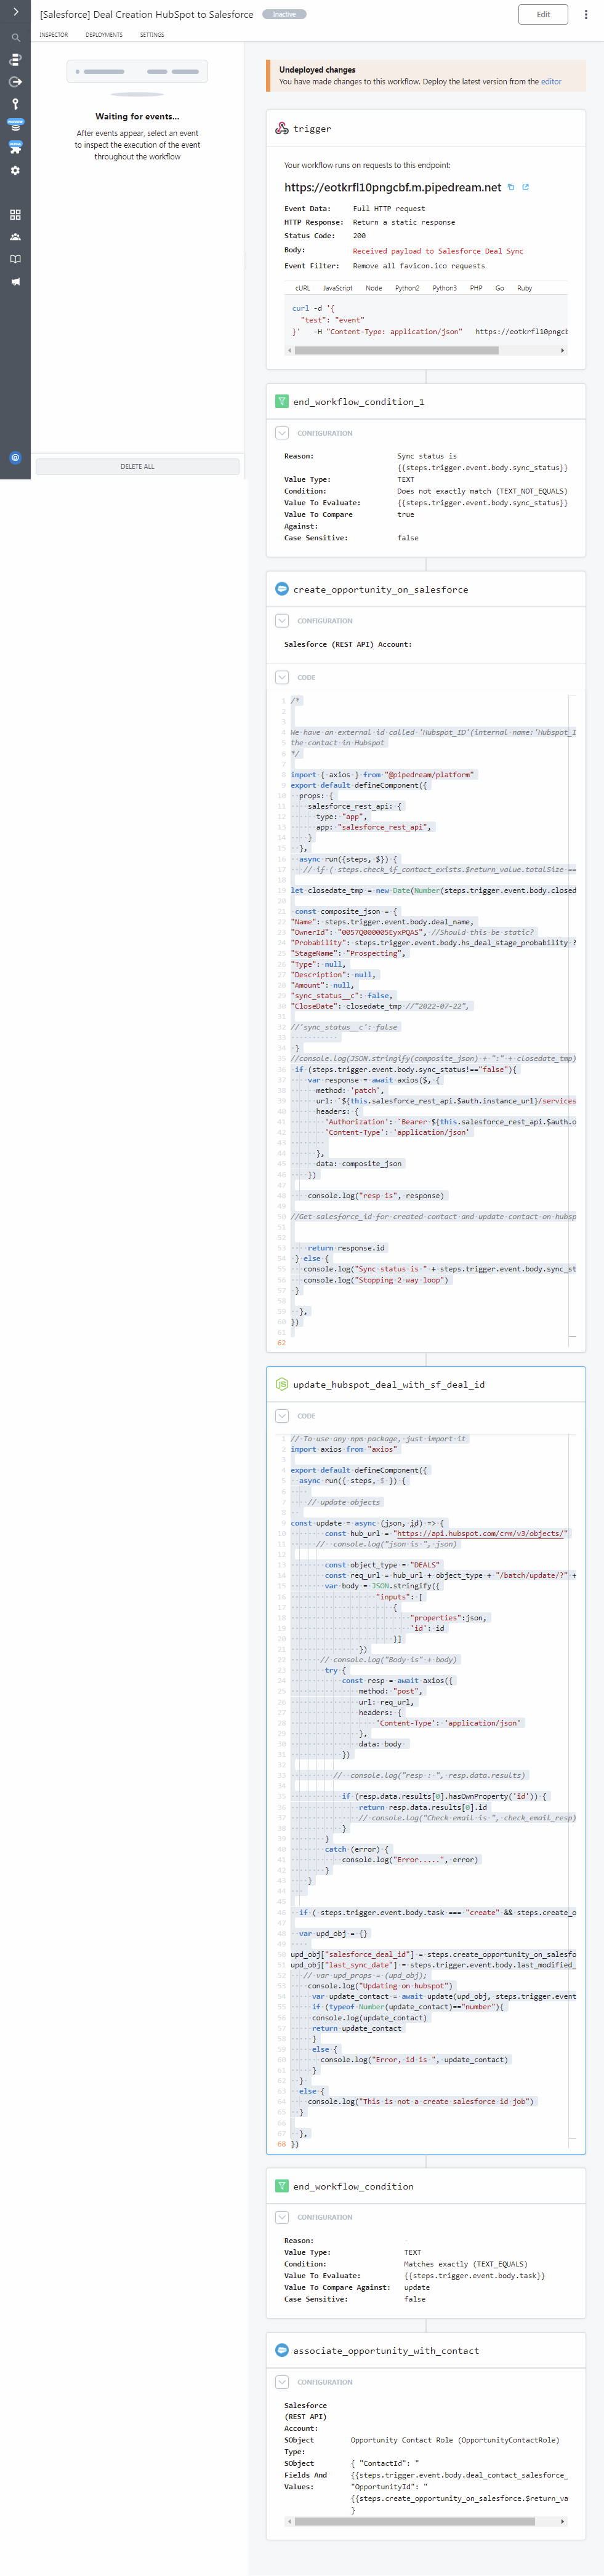 [Salesforce] Deal Creation HubSpot to Salesforce
Inactive
Edit
INSPECTOR DEPLOYMENTS SETTINGS
Waiting for events...
After events appear, select an event
to inspect the execution of the event
throughout the workflow
DELETE ALL
Undeployed changes
You have made changes to this workflow. Deploy the latest version from the editor
trigger
Your workflow runs on requests to this endpoint:
https://eotkrfl10pngcbf.m.pipedream.net
Event Data: Full HTTP request
HTTP Response: Return a static response
Status Code: 200
Body: Received payload to Salesforce Deal Sync
Event Filter: Remove all favicon.ico requests
cURL JavaScript Node Python2 Python3 PHP Go Ruby
curl -d '{
"test": "event"
}' -H "Content-Type: application/json" https://eotkrfl10pngcb
end_workflow_condition_1
CONFIGURATION
Reason: Sync status is
{{steps.trigger.event.body.sync_status}}
Value Type: TEXT
Condition: Does not exactly match (TEXT_NOT_EQUALS)
Value To Evaluate: {{steps.trigger.event.body.sync_status}}
Value To Compare true
Against:
Case Sensitive: false
create_opportunity_on_salesforce
CONFIGURATION
Salesforce (REST API) Account:
CODE
1 /*
2
3
4 We have an external id called 'Hubspot_ID'(internal name:'Hubspot_I
5 the contact in Hubspot
6 */
7
8 import { axios } from "@pipedream/platform"
9 export default defineComponent({
10 props: {
11 salesforce_rest_api: {
12 type: "app",
13 app: "salesforce_rest_api",
14 }
15 },
16 async run({steps, $}) {
17 // if ( steps.check_if_contact_exists.$return_value.totalSize ==
18
19 let closedate_tmp = new Date(Number(steps.trigger.event.body.closed
20
21 const composite_json = {
22 "Name": steps.trigger.event.body.deal_name,
23 "OwnerId": "0057Q000005EyxPQAS", //Should this be static?
24 "Probability": steps.trigger.event.body.hs_deal_stage_probability ?
25 "StageName": "Prospecting",
26 "Type": null,
27 "Description": null,
28 "Amount": null,
29 "sync_status__c": false,
30 "CloseDate": closedate_tmp //"2022-07-22",
31
32 //'sync_status__c': false
33
34 }
35 //console.log(JSON.stringify(composite_json) + ":" + closedate_tmp)
36 if (steps.trigger.event.body.sync_status!=="false"){
37 var response = await axios($, {
38 method: 'patch',
39 url: `${this.salesforce_rest_api.$auth.instance_url}/services
40 headers: {
41 'Authorization': `Bearer ${this.salesforce_rest_api.$auth.o
42 'Content-Type': 'application/json'
43
44 },
45 data: composite_json
46 })
47
48 console.log("resp is", response)
49
50 //Get salesforce_id for created contact and update contact on hubsp
51
52
53 return response.id
54 } else {
55 console.log("Sync status is " + steps.trigger.event.body.sync_st
56 console.log("Stopping 2 way loop")
57 }
58
59 },
60 })
61
62
update_hubspot_deal_with_sf_deal_id
CODE
1 // To use any npm package, just import it
2 import axios from "axios"
3
4 export default defineComponent({
5 async run({ steps, $ }) {
6
7 // update objects
8
9 const update = async (json, id) => {
10 const hub_url = "https://api.hubspot.com/crm/v3/objects/"
11 // console.log("json is ", json)
12
13 const object_type = "DEALS"
14 const req_url = hub_url + object_type + "/batch/update/?" +
15 var body = JSON.stringify({
16 "inputs": [
17 {
18 "properties":json,
19 'id': id
20 }]
21 })
22 // console.log("Body is" + body)
23 try {
24 const resp = await axios({
25 method: "post",
26 url: req_url,
27 headers: {
28 'Content-Type': 'application/json'
29 },
30 data: body
31 })
32
33 // console.log("resp : ", resp.data.results)
34
35 if (resp.data.results[0].hasOwnProperty('id')) {
36 return resp.data.results[0].id
37 // console.log("Check email is ", check_email_resp)
38 }
39 }
40 catch (error) {
41 console.log("Error.....", error)
42 }
43 }
44
45
46 if ( steps.trigger.event.body.task === "create" && steps.create_o
47
48 var upd_obj = {}
49
50 upd_obj["salesforce_deal_id"] = steps.create_opportunity_on_salesfo
51 upd_obj["last_sync_date"] = steps.trigger.event.body.last_modified_
52 // var upd_props = (upd_obj);
53 console.log("Updating on hubspot")
54 var update_contact = await update(upd_obj, steps.trigger.event
55 if (typeof Number(update_contact)=="number"){
56 console.log(update_contact)
57 return update_contact
58 }
59 else {
60 console.log("Error, id is ", update_contact)
61 }
62 }
63 else {
64 console.log("This is not a create salesforce id job")
65 }
66
67 },
68 })
end_workflow_condition
CONFIGURATION
Reason: -
Value Type: TEXT
Condition: Matches exactly (TEXT_EQUALS)
Value To Evaluate: {{steps.trigger.event.body.task}}
Value To Compare Against: update
Case Sensitive: false
associate_opportunity_with_contact
CONFIGURATION
Salesforce
(REST API)
Account:
SObject Opportunity Contact Role (OpportunityContactRole)
Type:
SObject { "ContactId": "
Fields And {{steps.trigger.event.body.deal_contact_salesforce_
Values: "OpportunityId": "
{{steps.create_opportunity_on_salesforce.$return_va
}